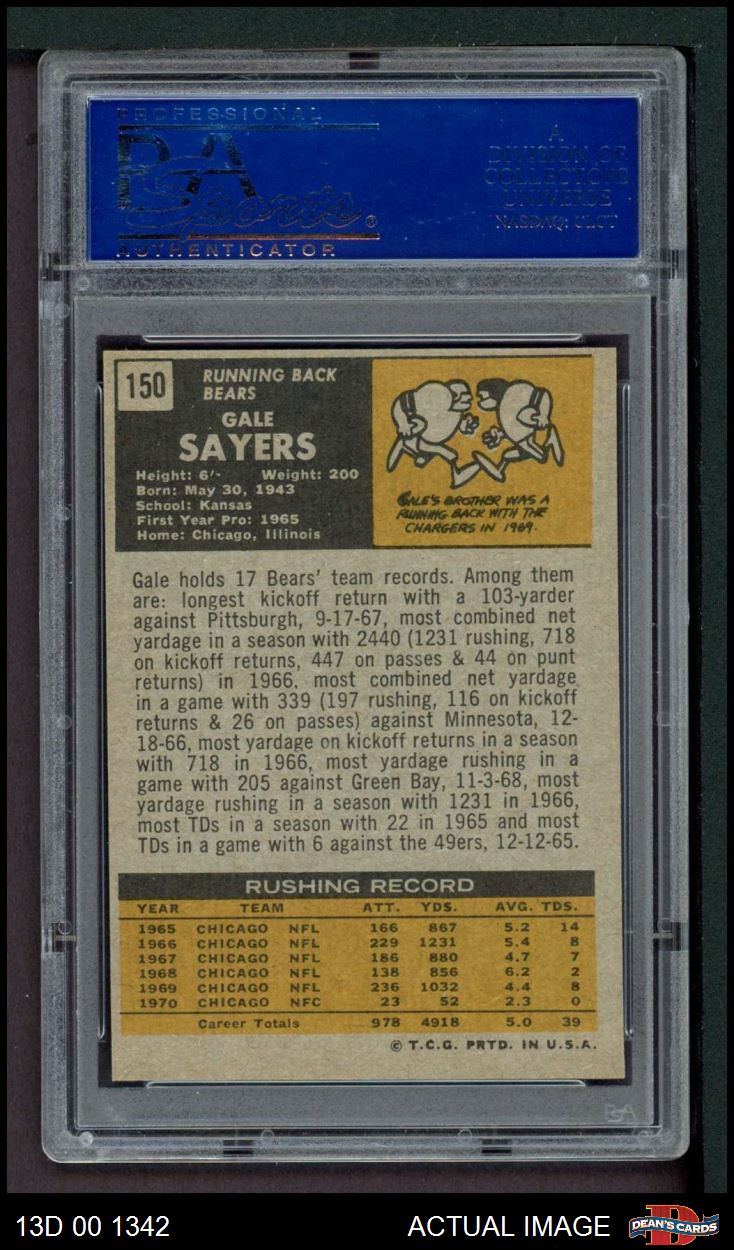 PROFESSIONAL
PSA
Sports®
AUTHENTICATOR
A
DIVISION OF
COLLECTORS
UNIVERSE
NASDAQ: CLCT
150
RUNNING BACK
BEARS
GALE
SAYERS
Height: 6'- Weight: 200
Born: May 30, 1943
School: Kansas
First Year Pro: 1965
Home: Chicago, Illinois
GALE'S BROTHER WAS A
RUNNING BACK WITH THE
CHARGERS IN 1969.
Gale holds 17 Bears' team records. Among them
are: longest kickoff return with a 103-yarder
against Pittsburgh, 9-17-67, most combined net
yardage in a season with 2440 (1231 rushing, 718
on kickoff returns, 447 on passes & 44 on punt
returns) in 1966, most combined net yardage
in a game with 339 (197 rushing, 116 on kickoff
returns & 26 on passes) against Minnesota, 12-
18-66, most yardage on kickoff returns in a season
with 718 in 1966, most yardage rushing in a
game with 205 against Green Bay, 11-3-68, most
yardage rushing in a season with 1231 in 1966,
most TDs in a season with 22 in 1965 and most
TDs in a game with 6 against the 49ers, 12-12-65.
RUSHING RECORD
YEAR TEAM ATT. YDS. AVG. TDS.
1965 CHICAGO NFL 166 867 5.2 14
1966 CHICAGO NFL 229 1231 5.4 8
1967 CHICAGO NFL 186 880 4.7 7
1968 CHICAGO NFL 138 856 6.2 2
1969 CHICAGO NFL 236 1032 4.4 8
1970 CHICAGO NFC 23 52 2.3 0
Career Totals 978 4918 5.0 39
© T.C.G. PRTD. IN U.S.A.
PSA
13D 00 1342
ACTUAL IMAGE
D
DEAN'S CARDS